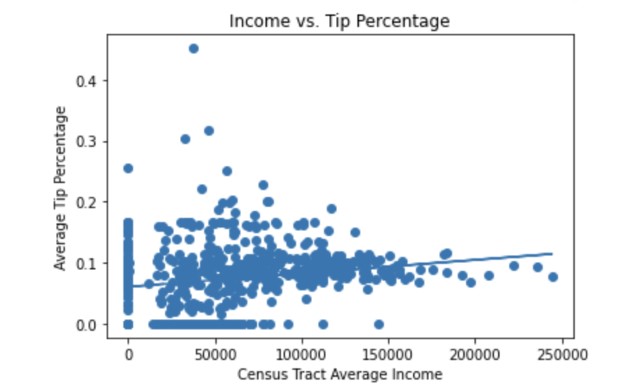 Income vs. Tip Percentage
Average Tip Percentage
0.4
0.3
0.2
0.1
0.0
0 50000 100000 150000 200000 250000
Census Tract Average Income